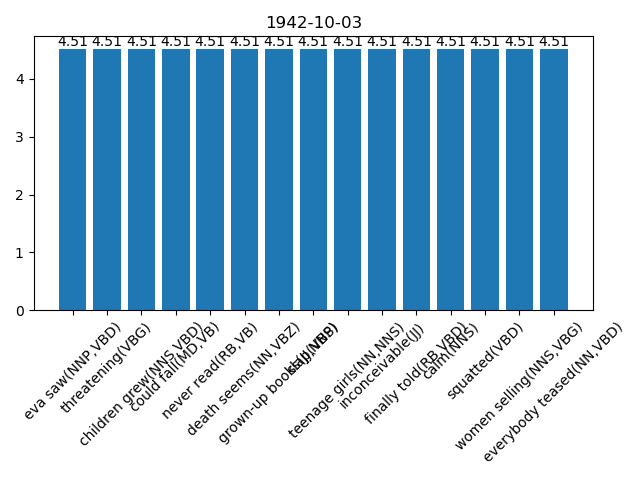 1942-10-03
4.51 4.51 4.51 4.51 4.51 4.51 4.51 4.51 4.51 4.51 4.51 4.51 4.51 4.51 4.51
4
3
2
1
0
eva saw(NNP,VBD)
threatening(VBG)
children grew(NNS,VBD)
could fall(MD,VB)
never read(RB,VB)
death seems(NN,VBZ)
grown-up
teenage girls(NN,NNS)
inconceivable(JJ)
finally told(RB,VBD)
calm(NNS)
squatted(VBD)
women selling(NNS,VBG)
everybody teased(NN,VBD)